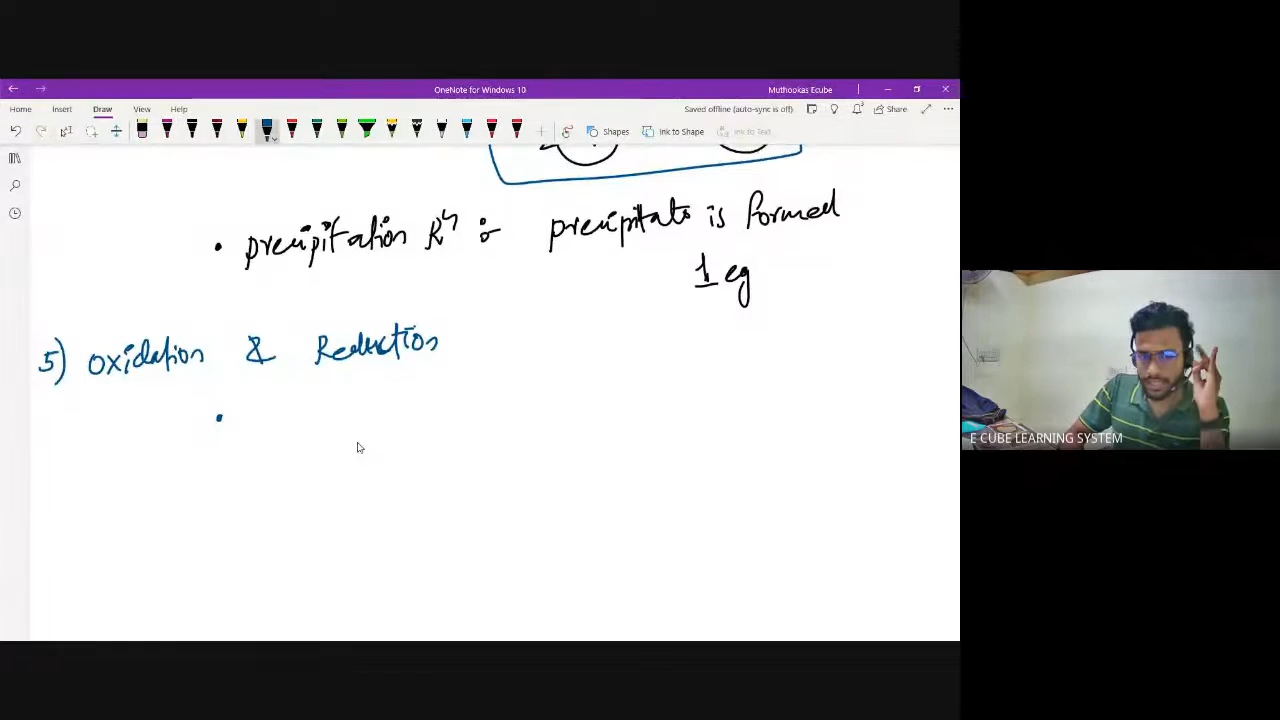 OneNote for Windows 10
Muthookas Ecube
Home Insert Draw View Help
Saved offline (auto-sync is off) Share
Shapes Ink to Shape Ink to Text
• precipitation Rn : precipitate is formed
1 eg
5) Oxidation & Reduction
•
E CUBE LEARNING SYSTEM